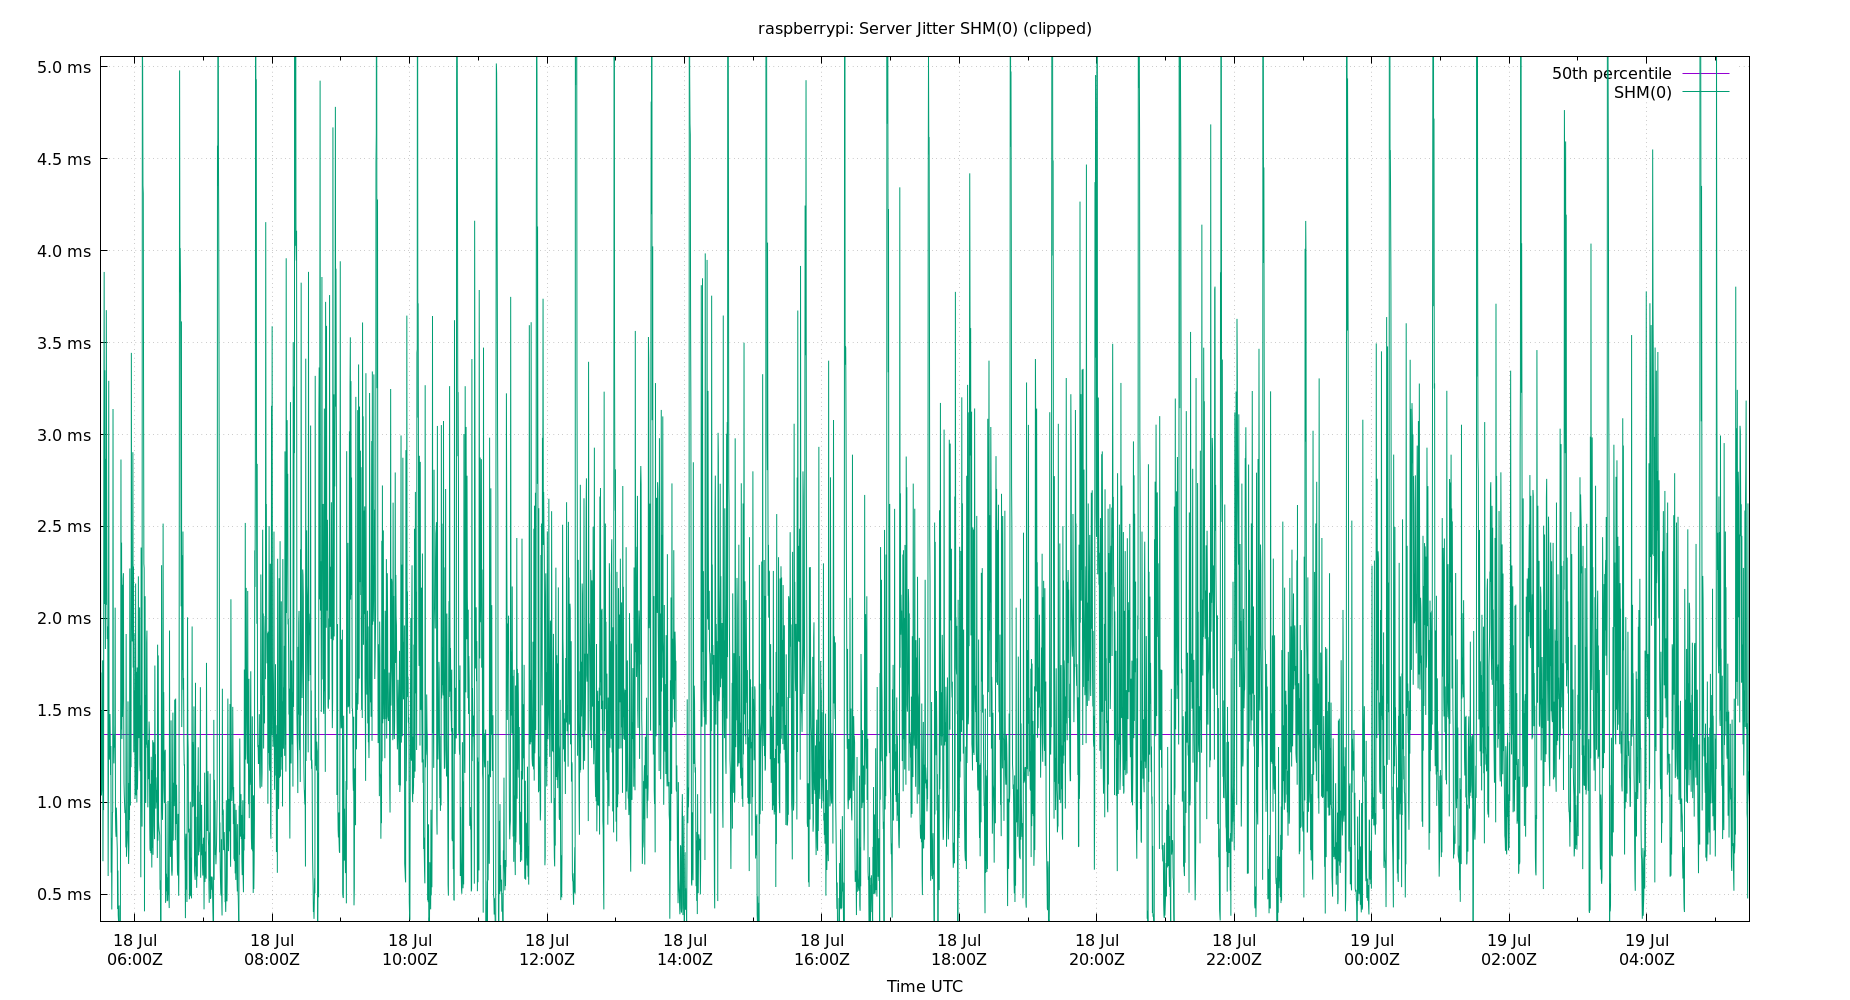 raspberrypi: Server Jitter SHM(0) (clipped)
50th percentile
SHM(0)
5.0 ms
4.5 ms
4.0 ms
3.5 ms
3.0 ms
2.5 ms
2.0 ms
1.5 ms
1.0 ms
0.5 ms
18 Jul 18 Jul 18 Jul 18 Jul 18 Jul 18 Jul 18 Jul 18 Jul 18 Jul 19 Jul 19 Jul 19 Jul
06:00Z 08:00Z 10:00Z 12:00Z 14:00Z 16:00Z 18:00Z 20:00Z 22:00Z 00:00Z 02:00Z 04:00Z
Time UTC